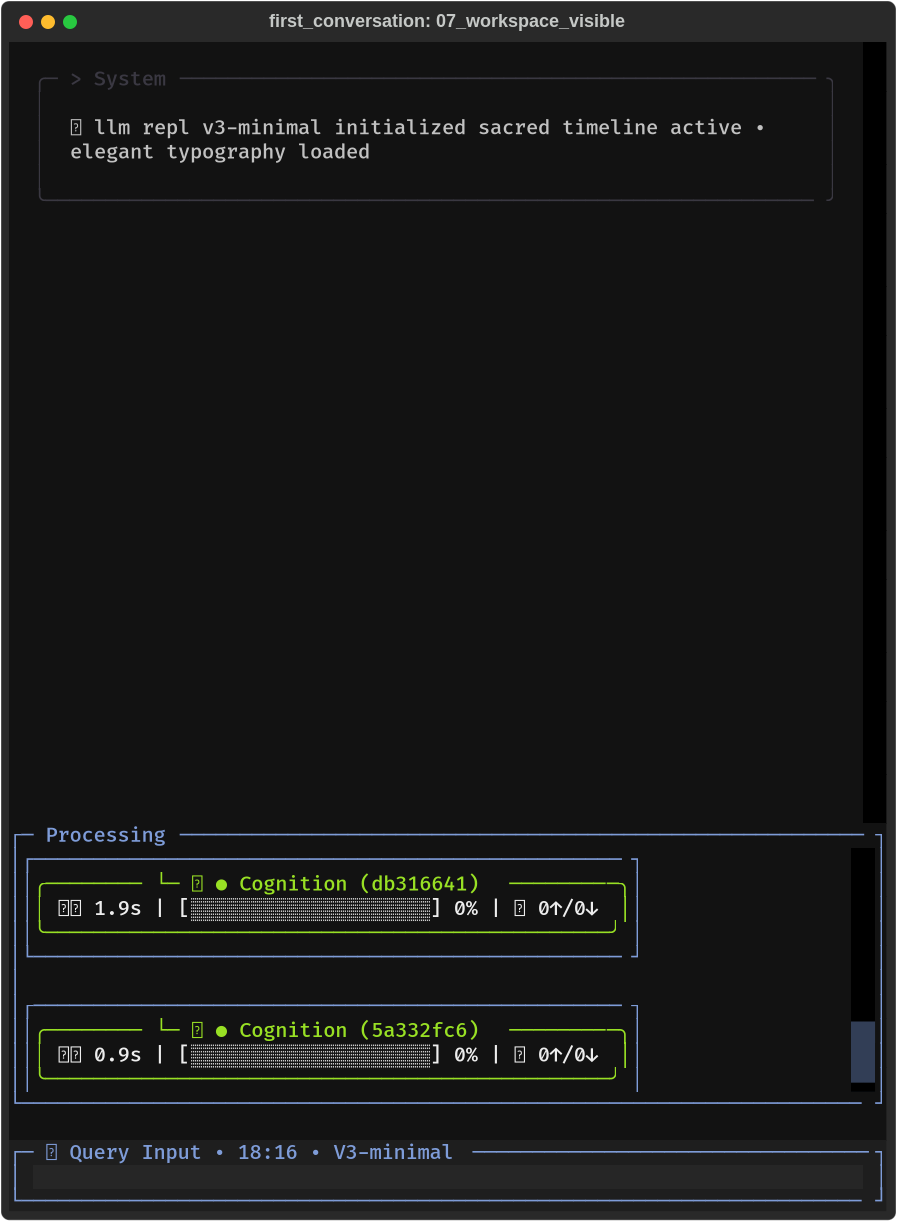 first_conversation: 07_workspace_visible
> System
llm repl v3-minimal initialized sacred timeline active •
elegant typography loaded
Processing
● Cognition (db316641)
1.9s | [░░░░░░░░░░░░░░░░░░░░] 0% | 0↑/0↓
● Cognition (5a332fc6)
0.9s | [░░░░░░░░░░░░░░░░░░░░] 0% | 0↑/0↓
Query Input • 18:16 • V3-minimal